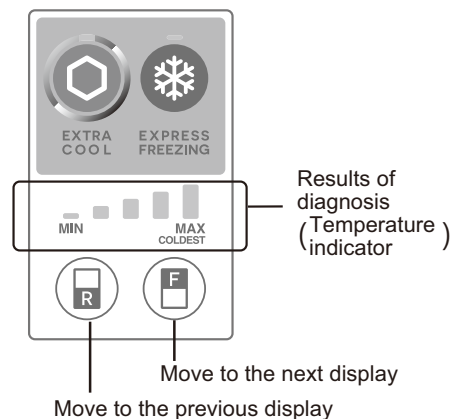 EXTRA COOL
EXPRESS FREEZING
Results of
diagnosis
(Temperature
indicator)
MIN
MAX
COLDEST
R
F
Move to the next display
Move to the previous display